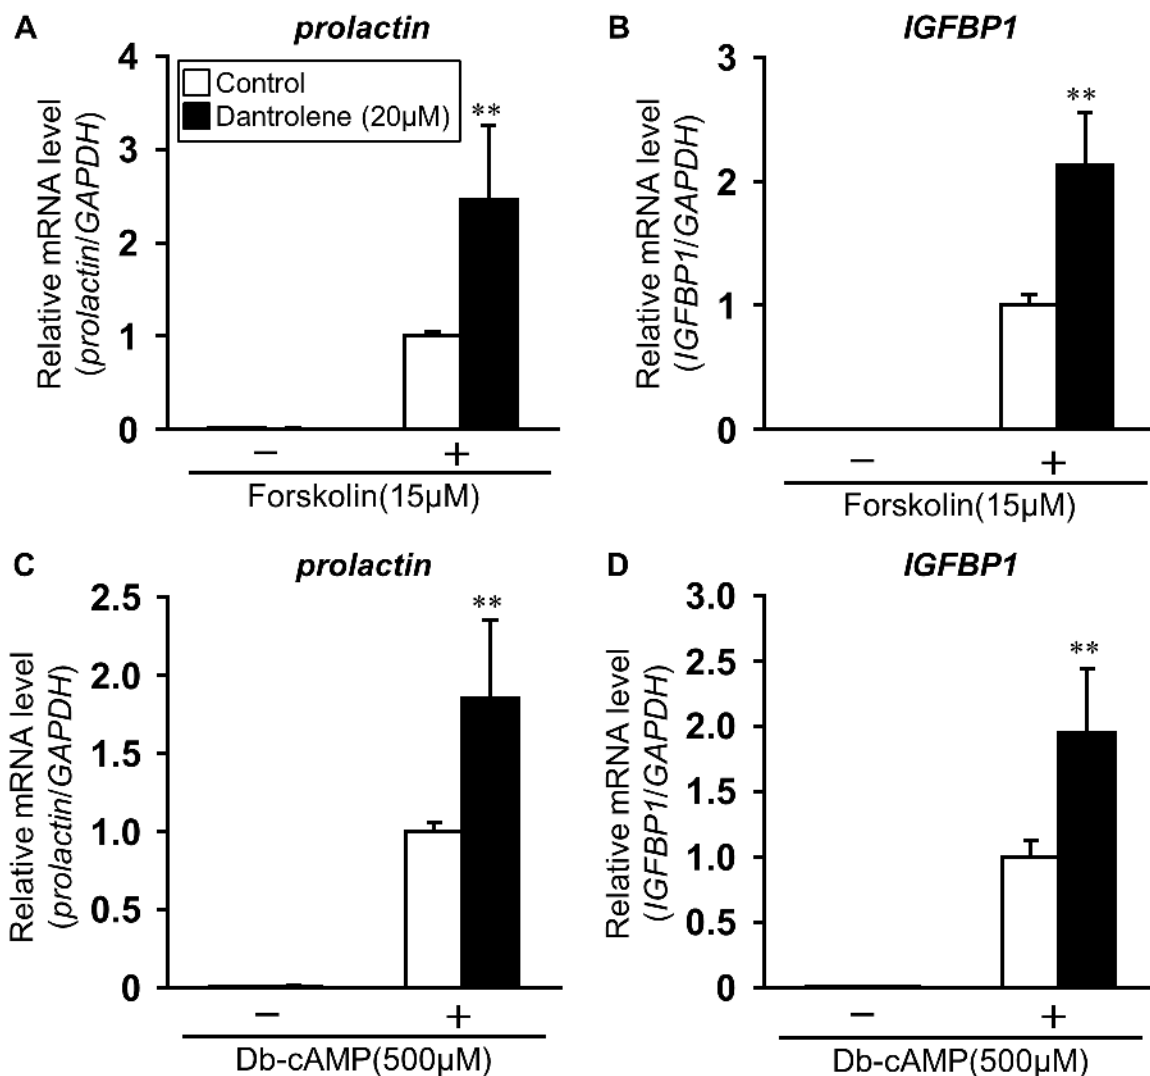 A
prolactin
Relative mRNA level
(prolactin/GAPDH)
4
3
2
1
0
Control
Dantrolene (20µM)
**
− +
Forskolin(15µM)
B
IGFBP1
Relative mRNA level
(IGFBP1/GAPDH)
3
2
1
0
**
− +
Forskolin(15µM)
C
prolactin
Relative mRNA level
(prolactin/GAPDH)
2.5
2.0
1.5
1.0
0.5
0
**
− +
Db-cAMP(500µM)
D
IGFBP1
Relative mRNA level
(IGFBP1/GAPDH)
3.0
2.5
2.0
1.5
1.0
0.5
0
**
− +
Db-cAMP(500µM)